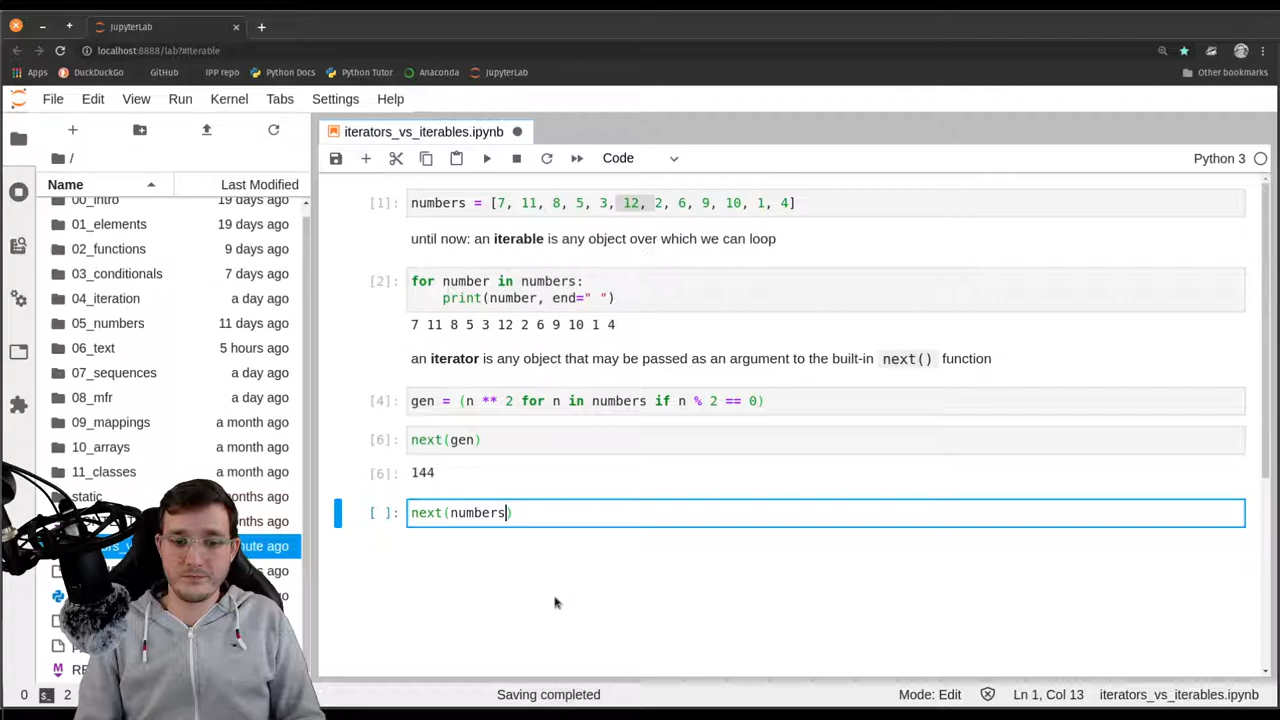 JupyterLab
localhost:8888/lab?#Iterable
Apps DuckDuckGo GitHub IPP repo Python Docs Python Tutor Anaconda JupyterLab Other bookmarks
File Edit View Run Kernel Tabs Settings Help
iterators_vs_iterables.ipynb
/
Code
Python 3
Name Last Modified
00_intro 19 days ago
01_elements 19 days ago
02_functions 9 days ago
03_conditionals 7 days ago
04_iteration a day ago
05_numbers 11 days ago
06_text 5 hours ago
07_sequences a day ago
08_mfr a day ago
09_mappings a month ago
10_arrays a month ago
11_classes a month ago
static onths ago
onths ago
nute ago
s ago
s ago
[1]: numbers = [7, 11, 8, 5, 3, 12, 2, 6, 9, 10, 1, 4]
until now: an iterable is any object over which we can loop
[2]: for number in numbers:
print(number, end=" ")
7 11 8 5 3 12 2 6 9 10 1 4
an iterator is any object that may be passed as an argument to the built-in next() function
[4]: gen = (n ** 2 for n in numbers if n % 2 == 0)
[6]: next(gen)
[6]: 144
[ ]: next(numbers)
0 2
Saving completed
Mode: Edit
Ln 1, Col 13
iterators_vs_iterables.ipynb